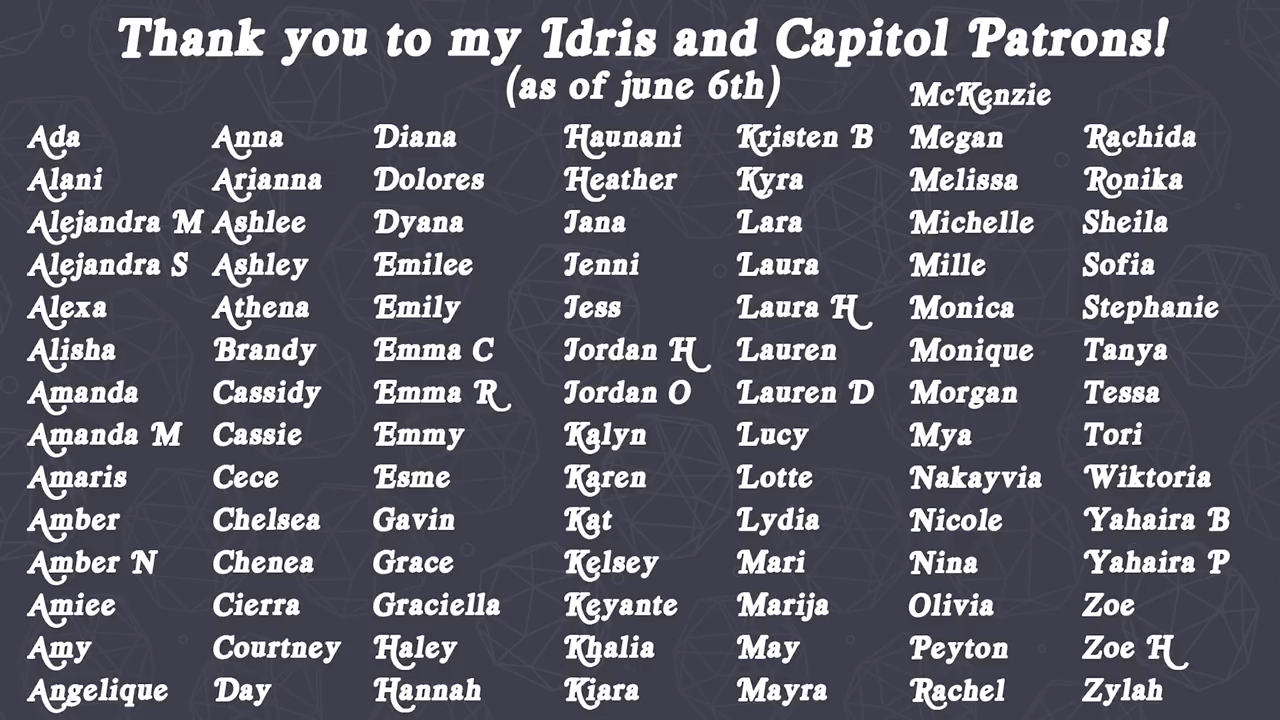 Thank you to my Idris and Capitol Patrons!
(as of june 6th)
Ada
Alani
Alejandra M
Alejandra S
Alexa
Alisha
Amanda
Amanda M
Amaris
Amber
Amber N
Amiee
Amy
Angelique
Anna
Arianna
Ashlee
Ashley
Athena
Brandy
Cassidy
Cassie
Cece
Chelsea
Chenea
Cierra
Courtney
Day
Diana
Dolores
Dyana
Emilee
Emily
Emma C
Emma R
Emmy
Esme
Gavin
Grace
Graciella
Haley
Hannah
Haunani
Heather
Jana
Jenni
Jess
Jordan H
Jordan O
Kalyn
Karen
Kat
Kelsey
Keyante
Khalia
Kiara
Kristen B
Kyra
Lara
Laura
Laura H
Lauren
Lauren D
Lucy
Lotte
Lydia
Mari
Marija
May
Mayra
McKenzie
Megan
Melissa
Michelle
Mille
Monica
Monique
Morgan
Mya
Nakayvia
Nicole
Nina
Olivia
Peyton
Rachel
Rachida
Ronika
Sheila
Sofia
Stephanie
Tanya
Tessa
Tori
Wiktoria
Yahaira B
Yahaira P
Zoe
Zoe H
Zylah